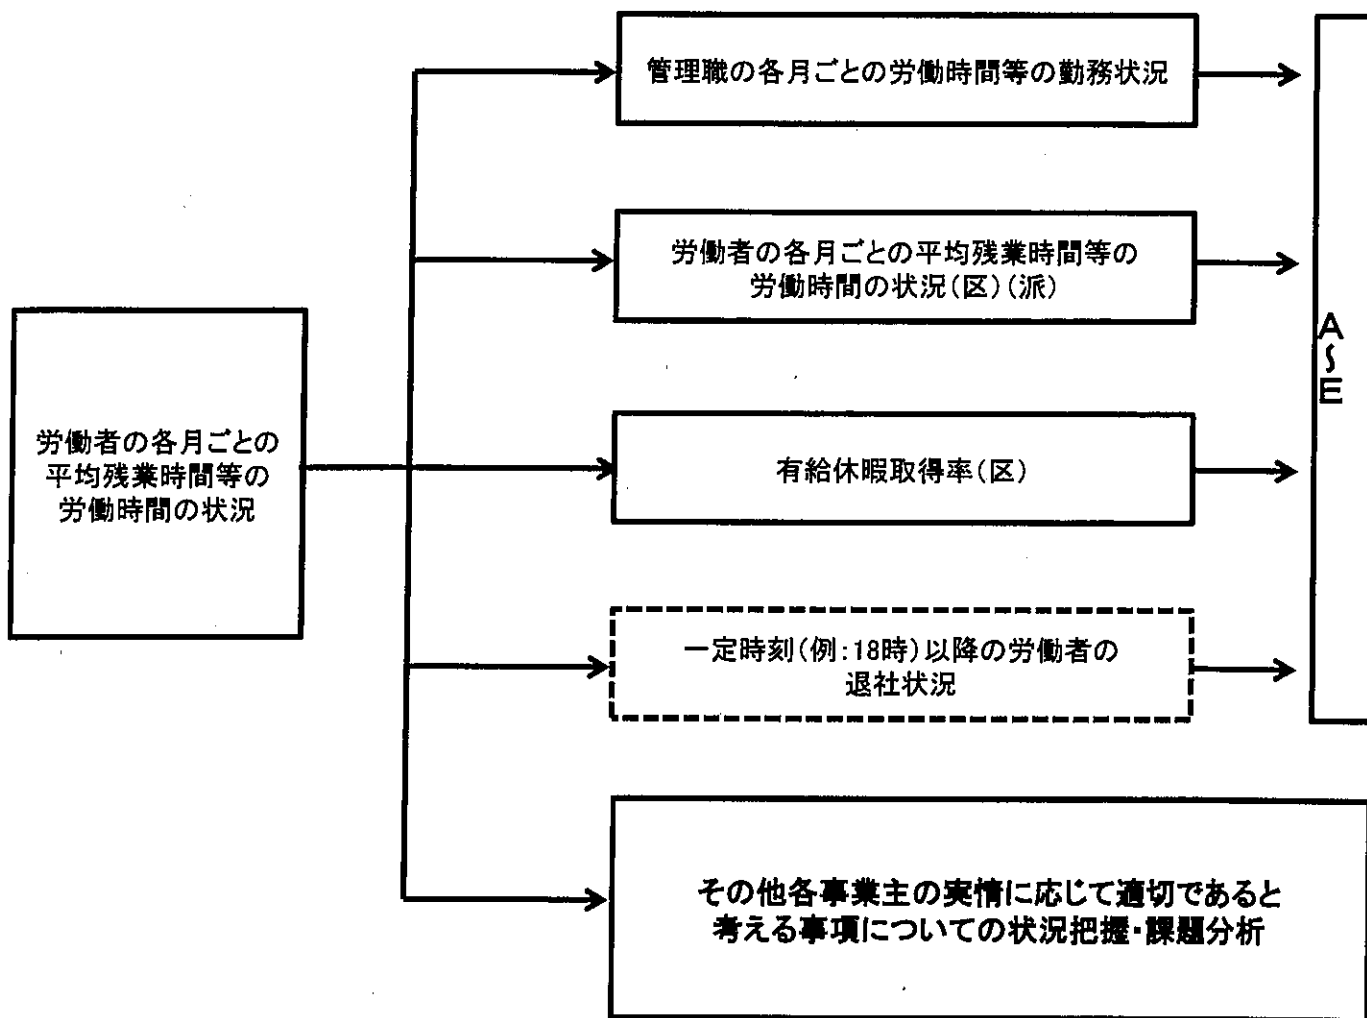 管理職の各月ごとの労働時間等の勤務状況
労働者の各月ごとの平均残業時間等の
労働時間の状況(区)(派)
労働者の各月ごとの
平均残業時間等の
労働時間の状況
有給休暇取得率(区)
一定時刻(例:18時)以降の労働者の
退社状況
その他各事業主の実情に応じて適切であると
考える事項についての状況把握・課題分析
A
~
E